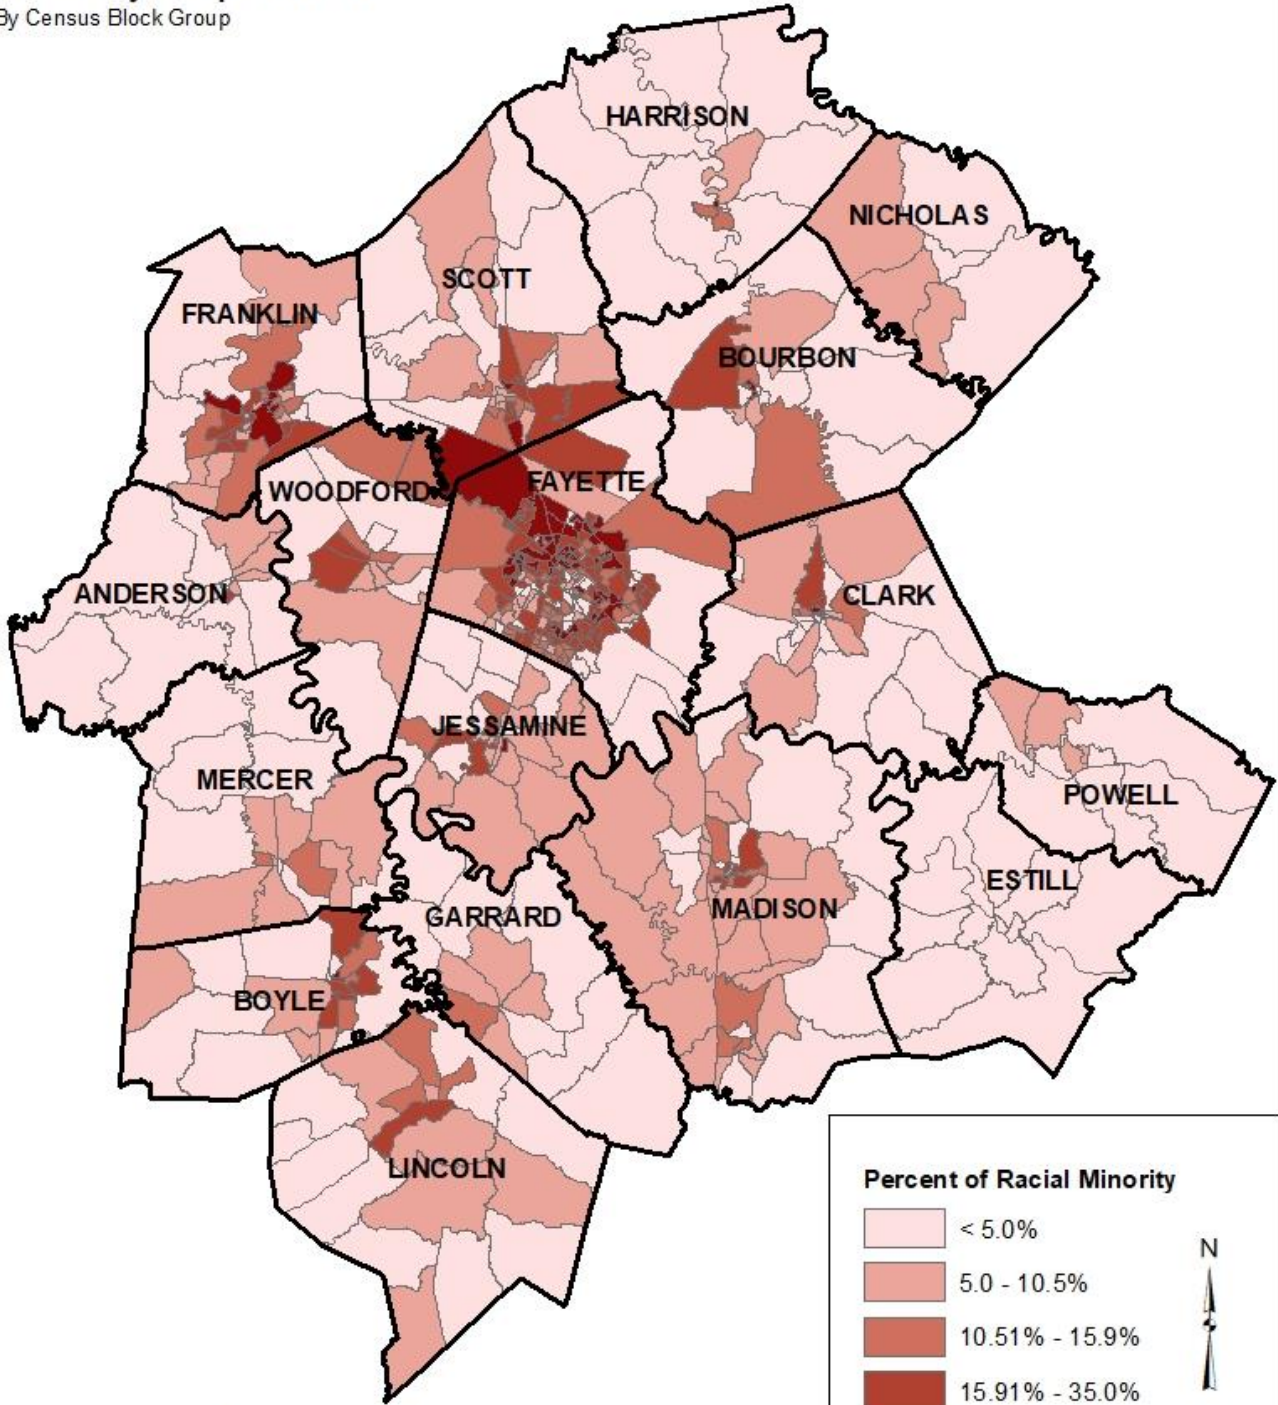 By Census Block Group
HARRISON
NICHOLAS
SCOTT
FRANKLIN
BOURBON
FAYETTE
WOODFORD
ANDERSON
CLARK
JESSAMINE
MERCER
POWELL
ESTILL
MADISON
GARRARD
BOYLE
LINCOLN
Percent of Racial Minority
< 5.0%
5.0 - 10.5%
10.51% - 15.9%
15.91% - 35.0%
N